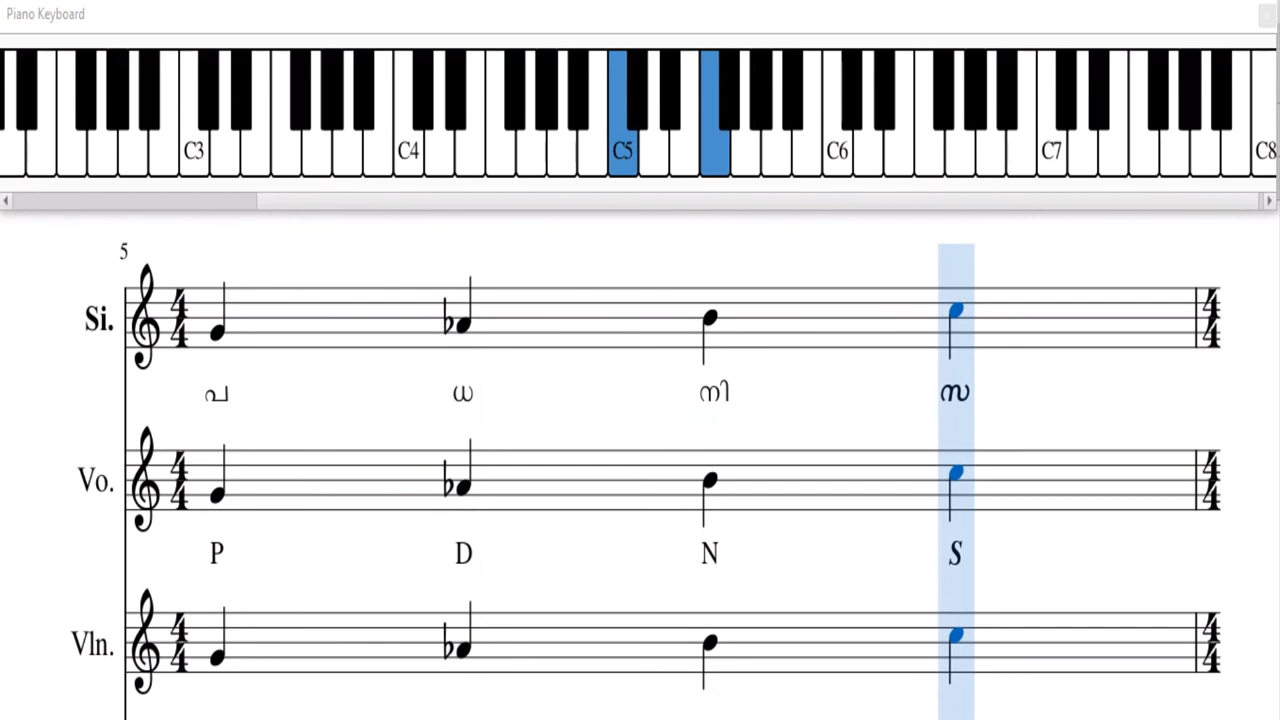 Piano Keyboard
C3 C4 C5 C6 C7 C8
5
Si.
പ ധ നി സ
Vo.
P D N S
Vln.